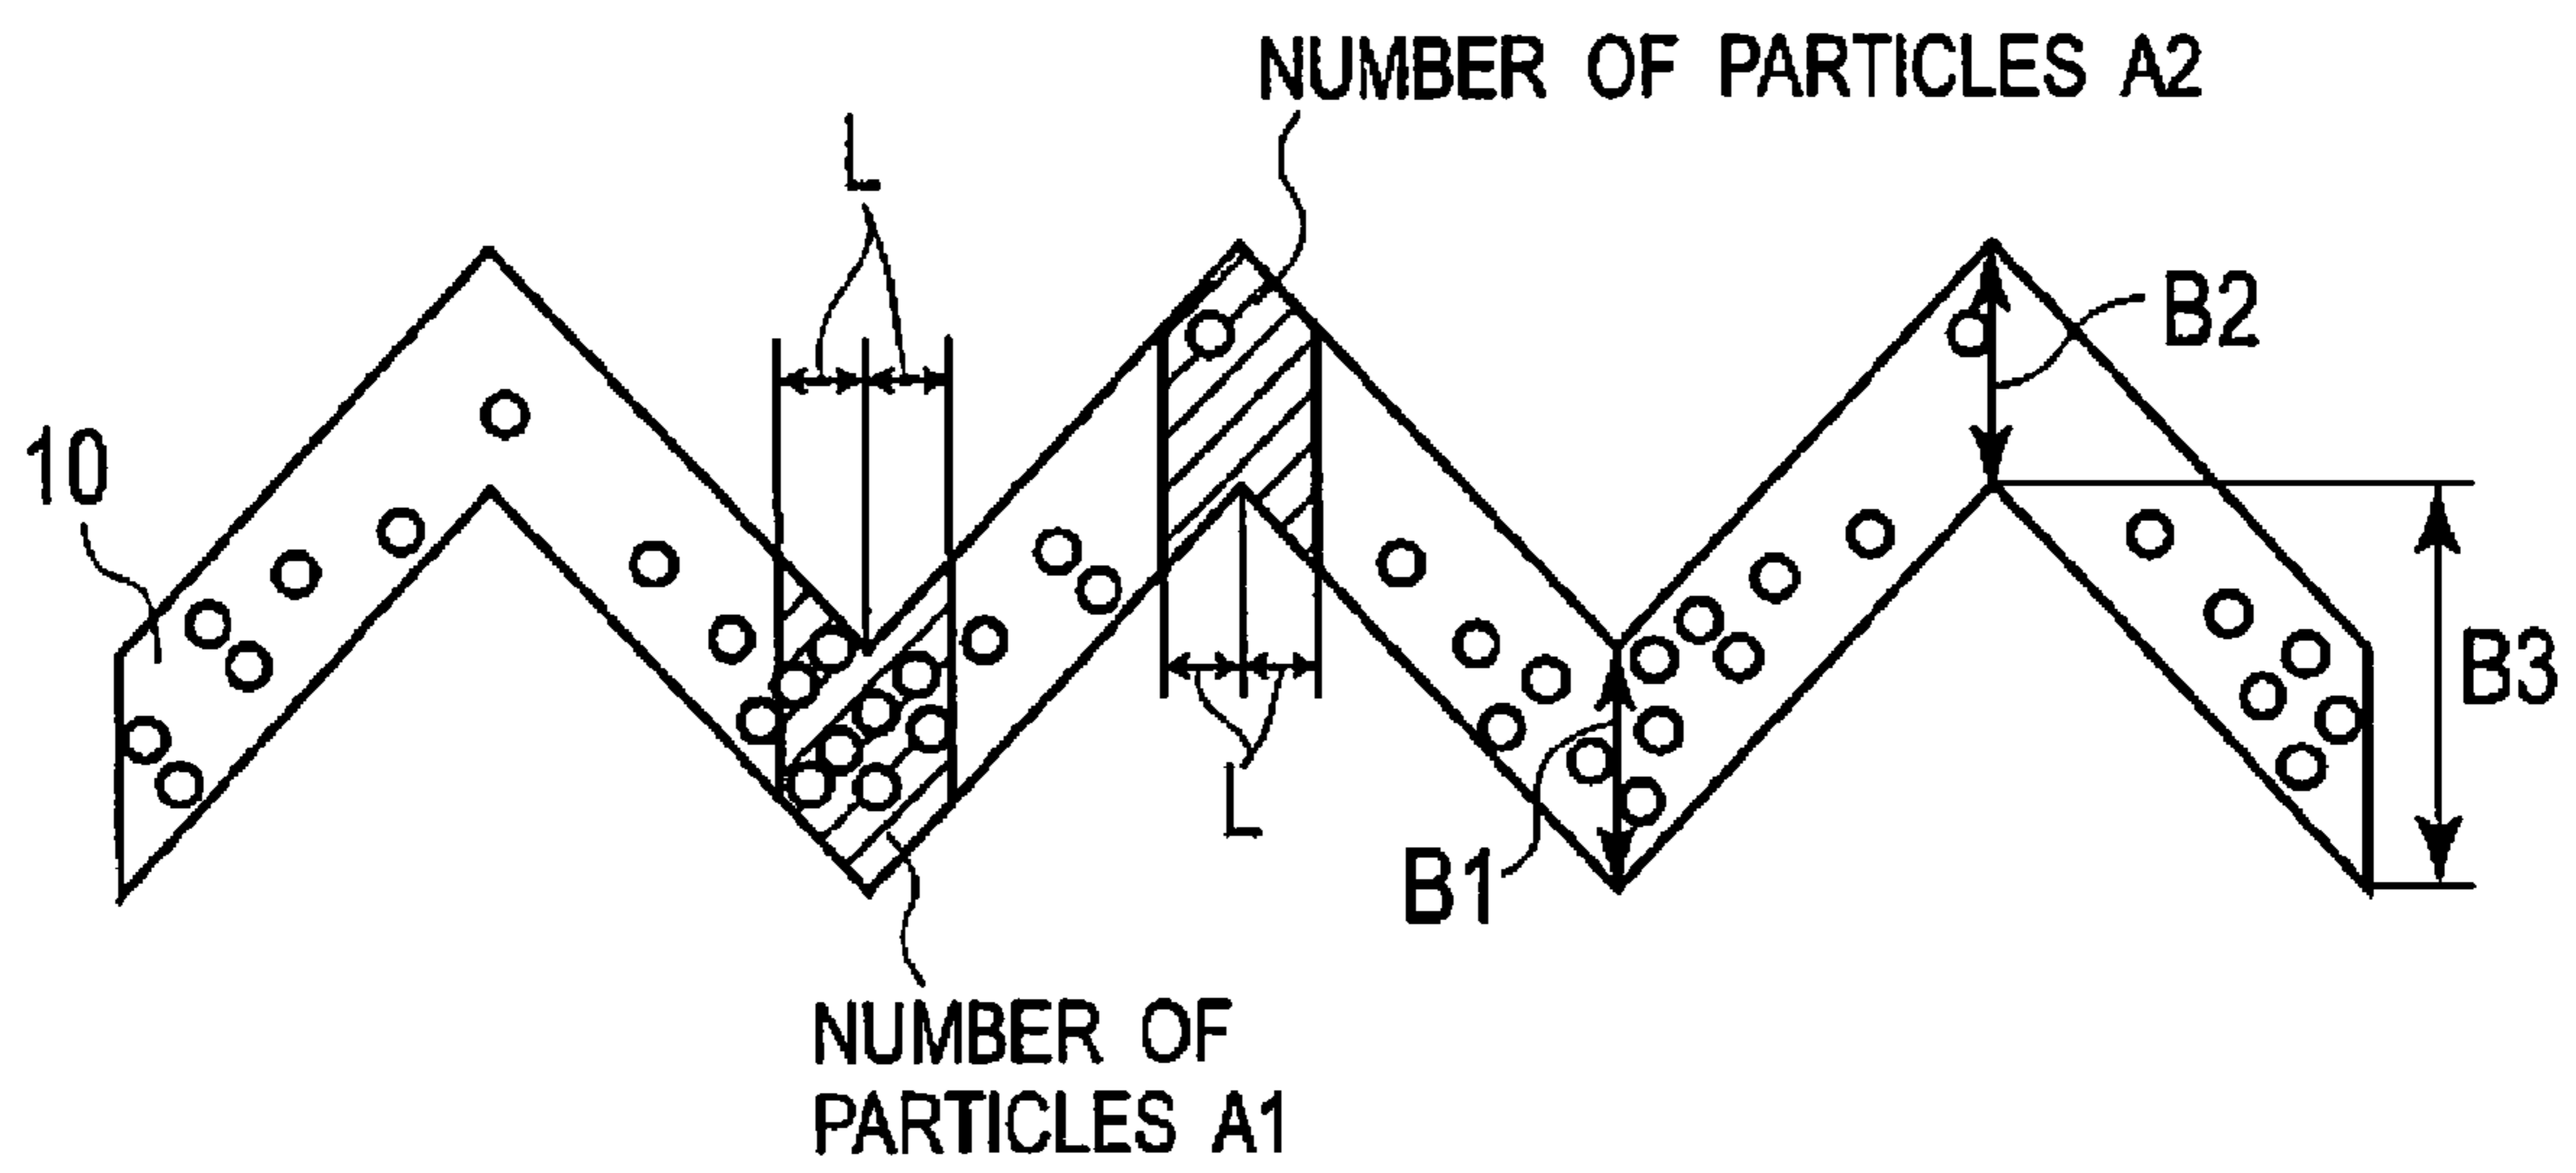 NUMBER OF PARTICLES A2
L
B2
10
B3
L
B1
NUMBER OF
PARTICLES A1